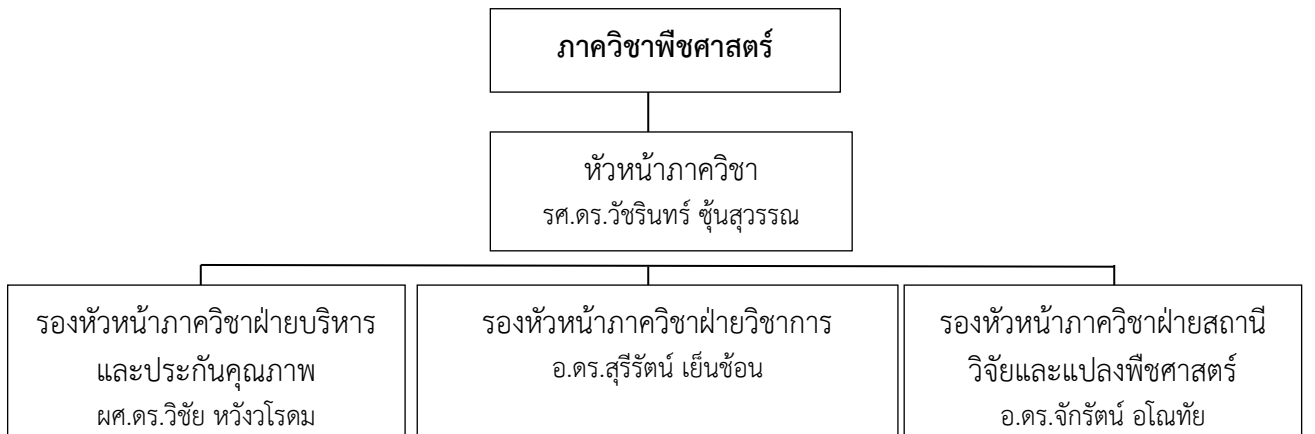 ภาควิชาพืชศาสตร์
หัวหน้าภาควิชา
รศ.ดร.วัชรินทร์ ซุ้นสุวรรณ
รองหัวหน้าภาควิชาฝ่ายบริหาร
และประกันคุณภาพ
ผศ.ดร.วิชัย หวังวโรดม
รองหัวหน้าภาควิชาฝ่ายวิชาการ
อ.ดร.สุรีรัตน์ เย็นช้อน
รองหัวหน้าภาควิชาฝ่ายสถานี
วิจัยและแปลงพืชศาสตร์
อ.ดร.จักรัตน์ อโณทัย